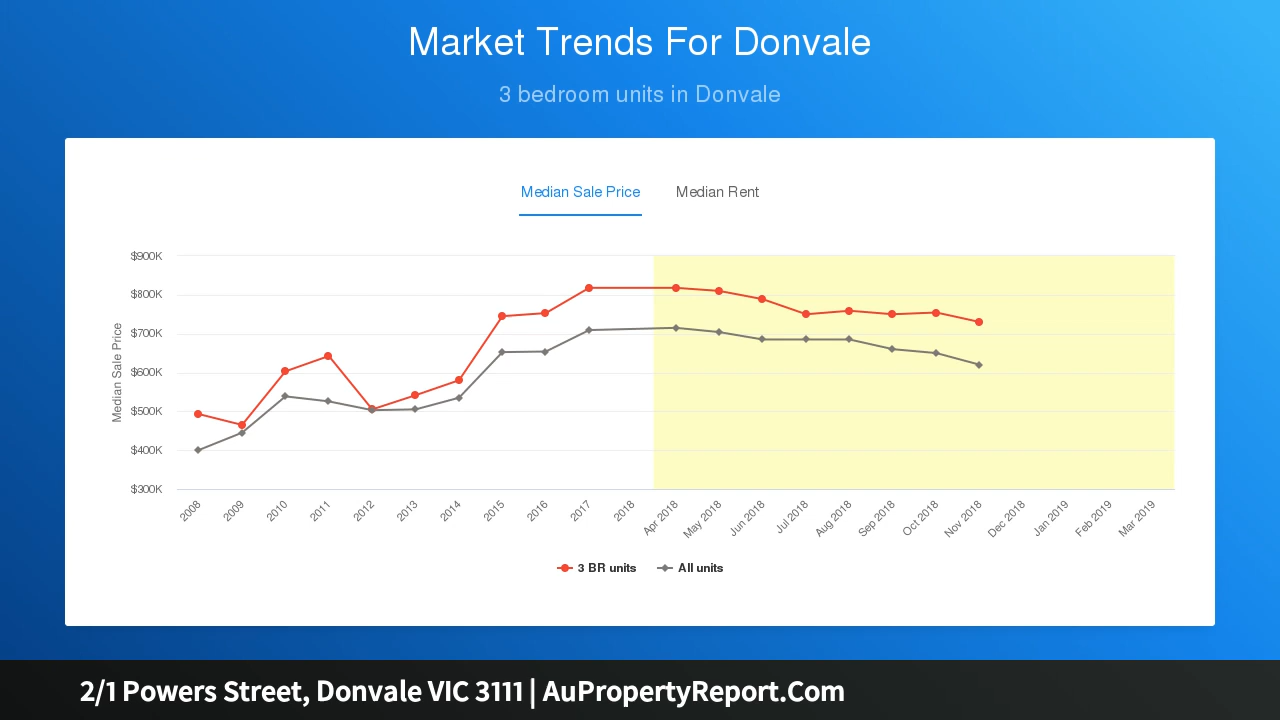 Market Trends For Donvale
3 bedroom units in Donvale
Median Sale Price
Median Rent
Median Sale Price
$900K
$800K
$700K
$600K
$500K
$400K
$300K
2008
2009
2010
2011
2012
2013
2014
2015
2016
2017
2018
Apr 2018
May 2018
Jun 2018
Jul 2018
Aug 2018
Sep 2018
Oct 2018
Nov 2018
Dec 2018
Jan 2019
Feb 2019
Mar 2019
3 BR units
All units
2/1 Powers Street, Donvale VIC 3111 | AuPropertyReport.Com